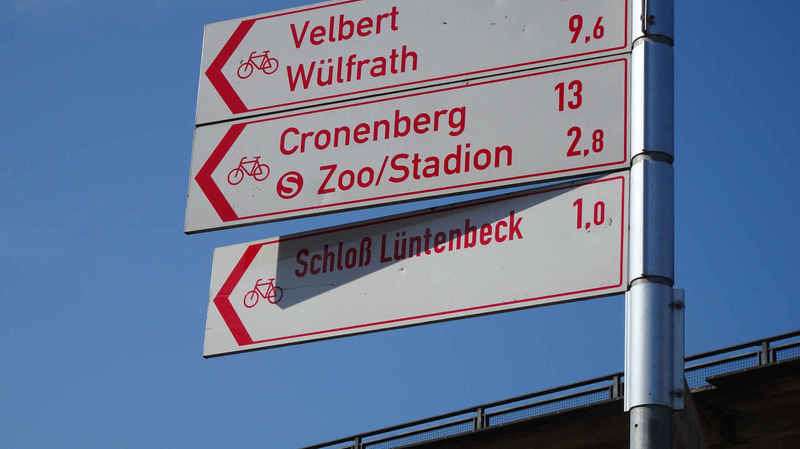 Velbert
Wülfrath 9,6
Cronenberg 13
S Zoo/Stadion 2,8
Schloß Lüntenbeck 1,0